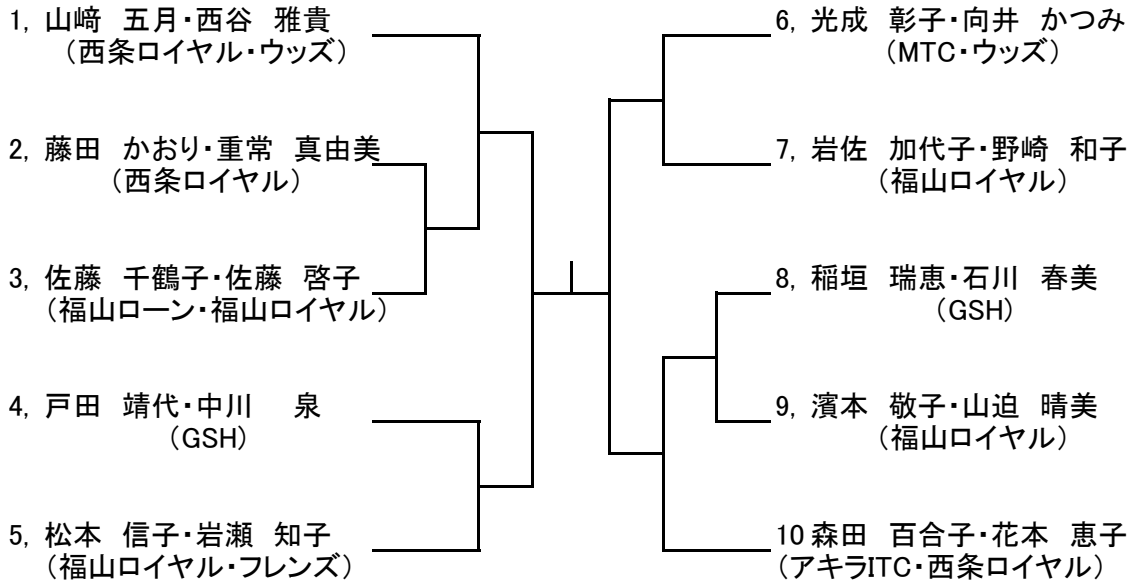 1, 山﨑　五月・西谷　雅貴
（西条ロイヤル・ウッズ）
2, 藤田　かおり・重常　真由美
（西条ロイヤル）
3, 佐藤　千鶴子・佐藤　啓子
（福山ローン・福山ロイヤル）
4, 戸田　靖代・中川　泉
（GSH）
5, 松本　信子・岩瀬　知子
（福山ロイヤル・フレンズ）
6, 光成　彰子・向井　かつみ
（MTC・ウッズ）
7, 岩佐　加代子・野崎　和子
（福山ロイヤル）
8, 稲垣　瑞恵・石川　春美
（GSH）
9, 濱本　敬子・山迫　晴美
（福山ロイヤル）
10 森田　百合子・花本　恵子
（アキラITC・西条ロイヤル）